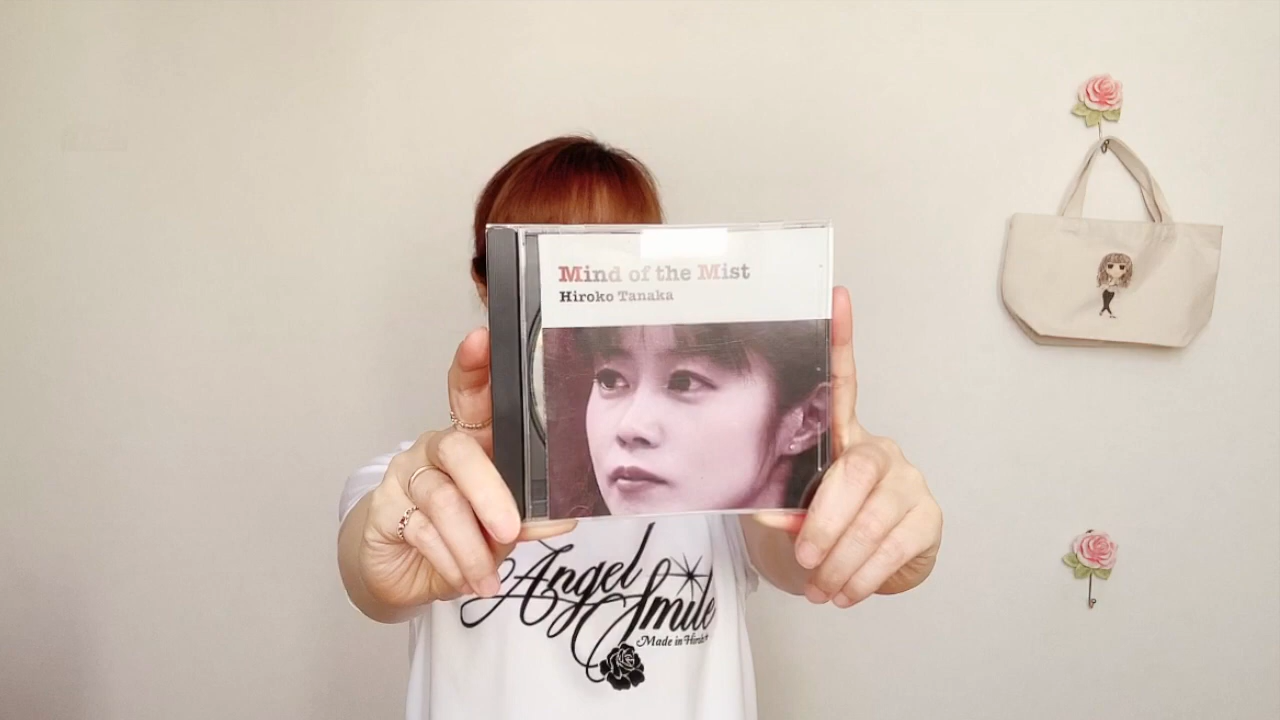 Mind of the Mist
Hiroko Tanaka
Angel
Smile
Made in Hiroko